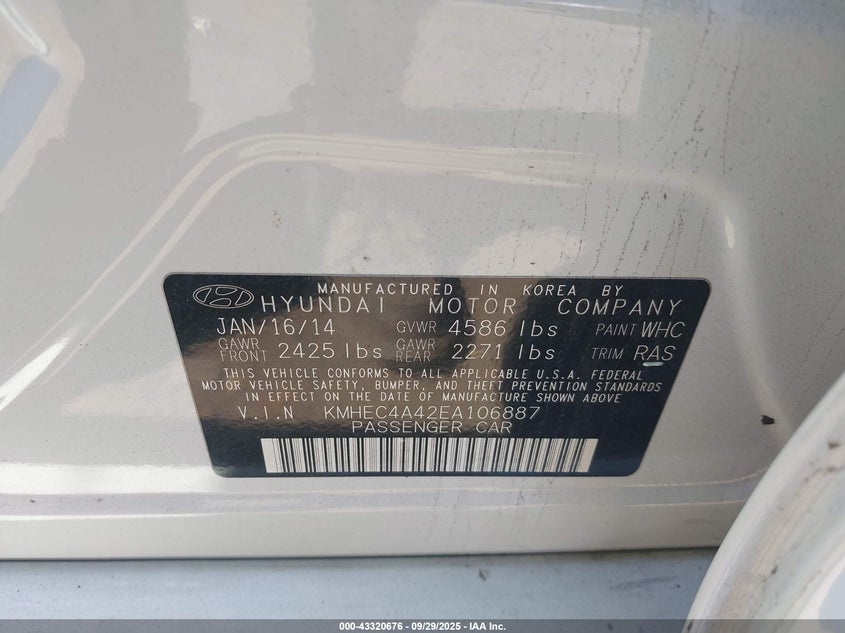 MANUFACTURED IN KOREA BY
HYUNDAI MOTOR COMPANY
JAN/16/14 GVWR 4586 lbs PAINT WHC
GAWR FRONT 2425 lbs GAWR REAR 2271 lbs TRIM RAS
THIS VEHICLE CONFORMS TO ALL APPLICABLE U.S.A. FEDERAL
MOTOR VEHICLE SAFETY, BUMPER, AND THEFT PREVENTION STANDARDS
IN EFFECT ON THE DATE OF MANUFACTURE SHOWN ABOVE
V.I.N KMHEC4A42EA106887
PASSENGER CAR
000-43320676 - 09/29/2025 - IAA Inc.